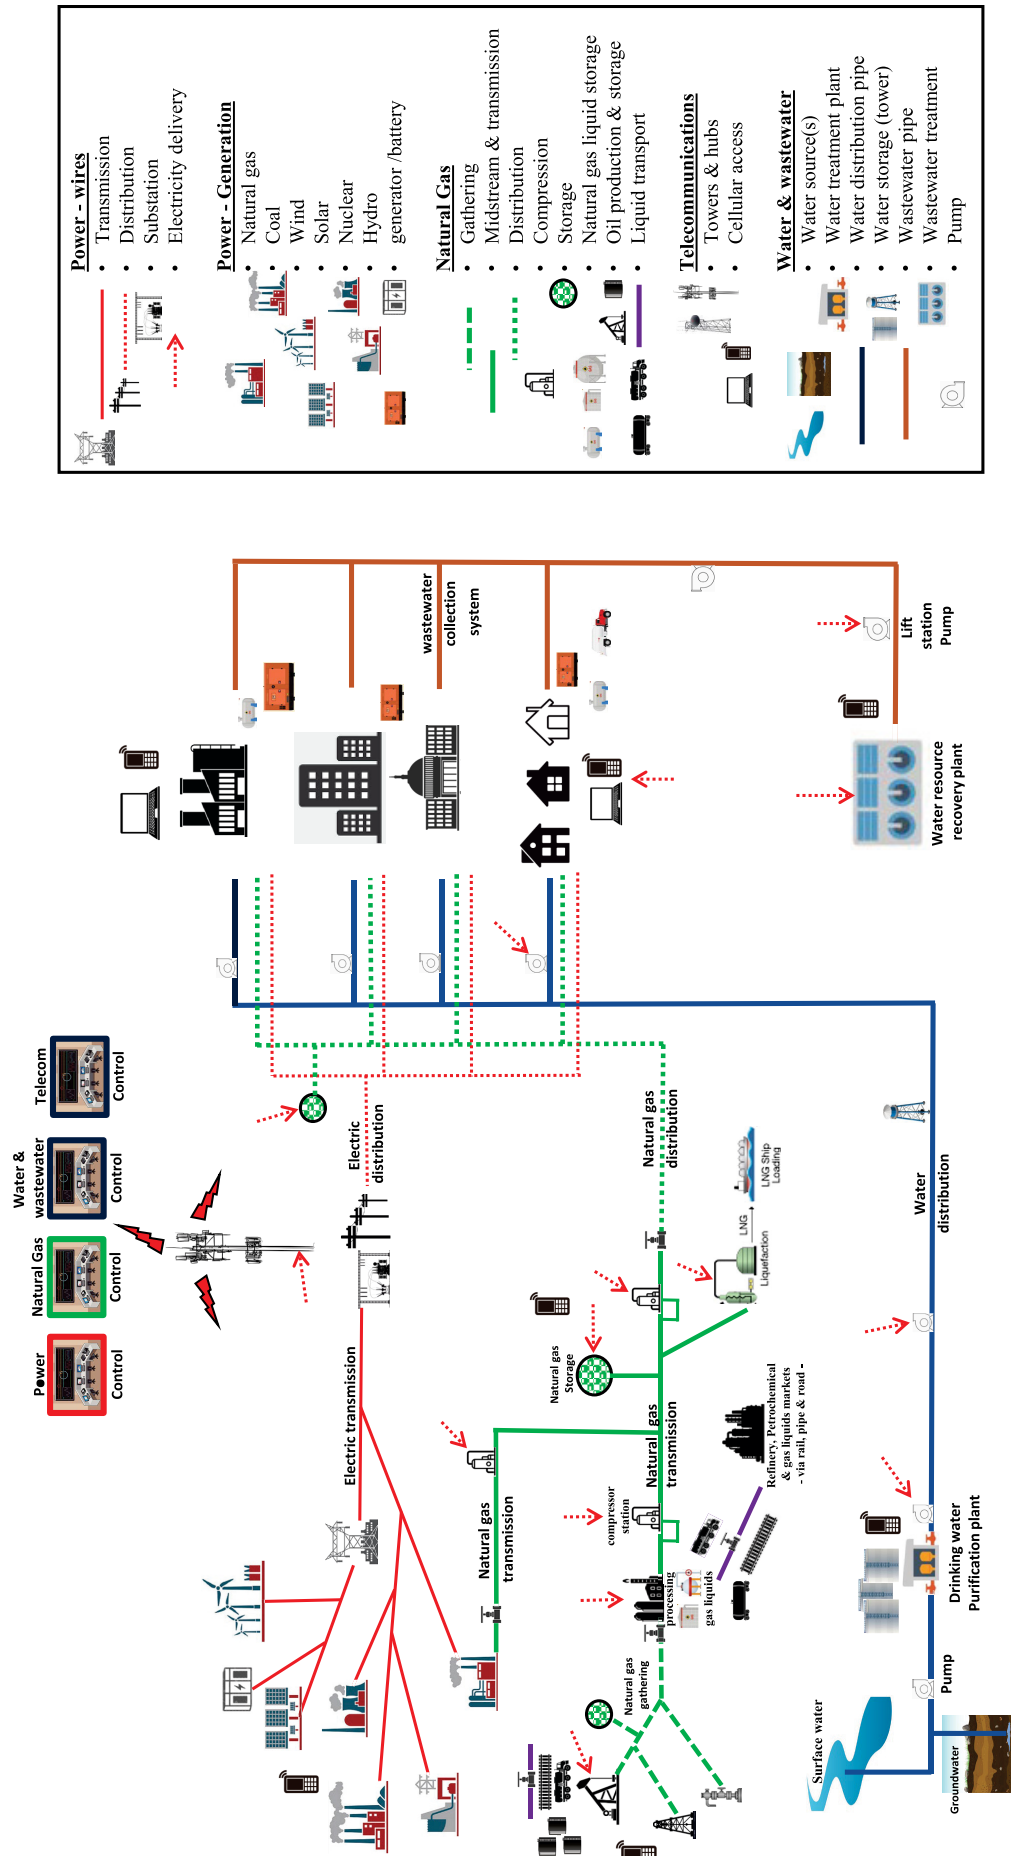 Power
Control
Natural Gas
Control
Water &
wastewater
Control
Telecom
Control
Electric transmission
Electric
distribution
Natural gas
transmission
Natural gas
Storage
Natural gas
distribution
Natural gas
gathering
processing
gas liquids
compressor
station
Natural gas
transmission
Liquefaction
LNG
LNG Ship
Loading
Refinery, Petrochemical
& gas liquids markets
- via rail, pipe & road -
Surface water
Groundwater
Pump
Drinking water
Purification plant
Water
distribution
wastewater
collection
system
Water resource
recovery plant
Lift
station
Pump
Power - wires
• Transmission
• Distribution
• Substation
• Electricity delivery
Power - Generation
• Natural gas
• Coal
• Wind
• Solar
• Nuclear
• Hydro
• generator /battery
Natural Gas
• Gathering
• Midstream & transmission
• Distribution
• Compression
• Storage
• Natural gas liquid storage
• Oil production & storage
• Liquid transport
Telecommunications
• Towers & hubs
• Cellular access
Water & wastewater
• Water source(s)
• Water treatment plant
• Water distribution pipe
• Water storage (tower)
• Wastewater pipe
• Wastewater treatment
• Pump